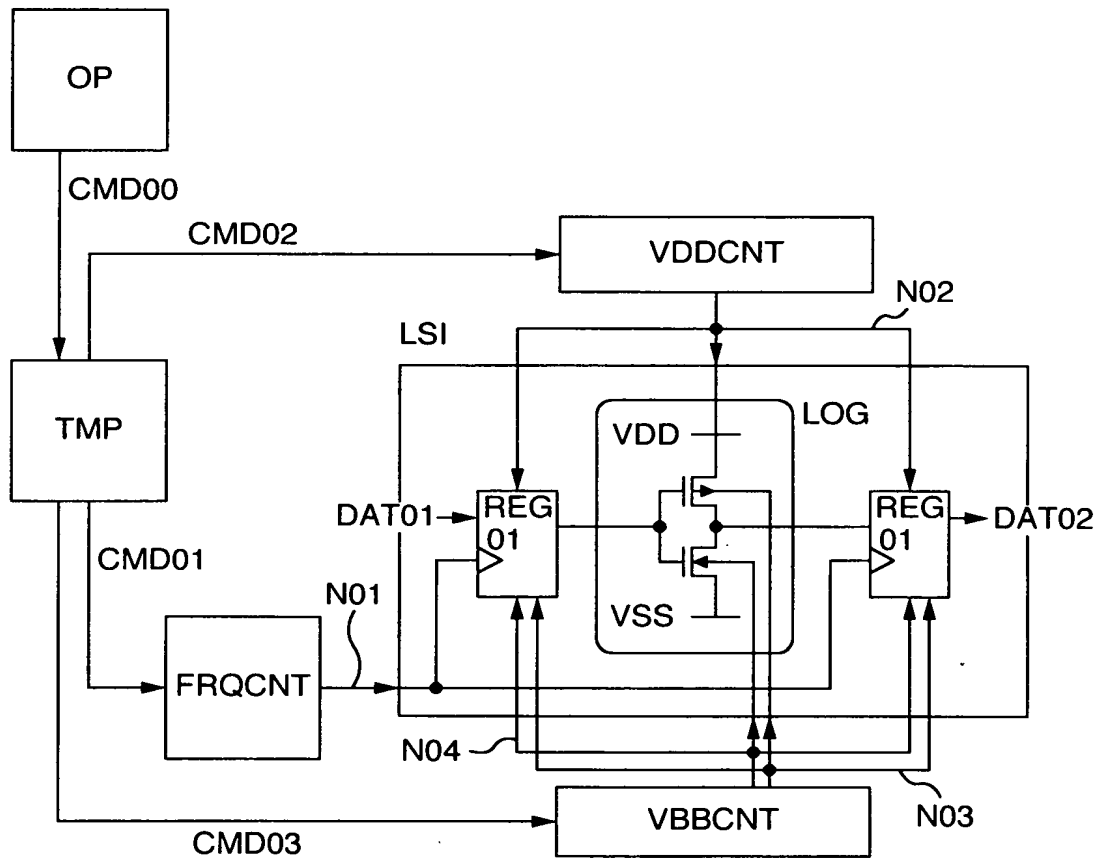 OP
CMD00
CMD02
VDDCNT
N02
LSI
TMP
LOG
VDD
DAT01
REG
01
REG
01
DAT02
CMD01
N01
VSS
FRQCNT
N04
N03
VBBCNT
CMD03